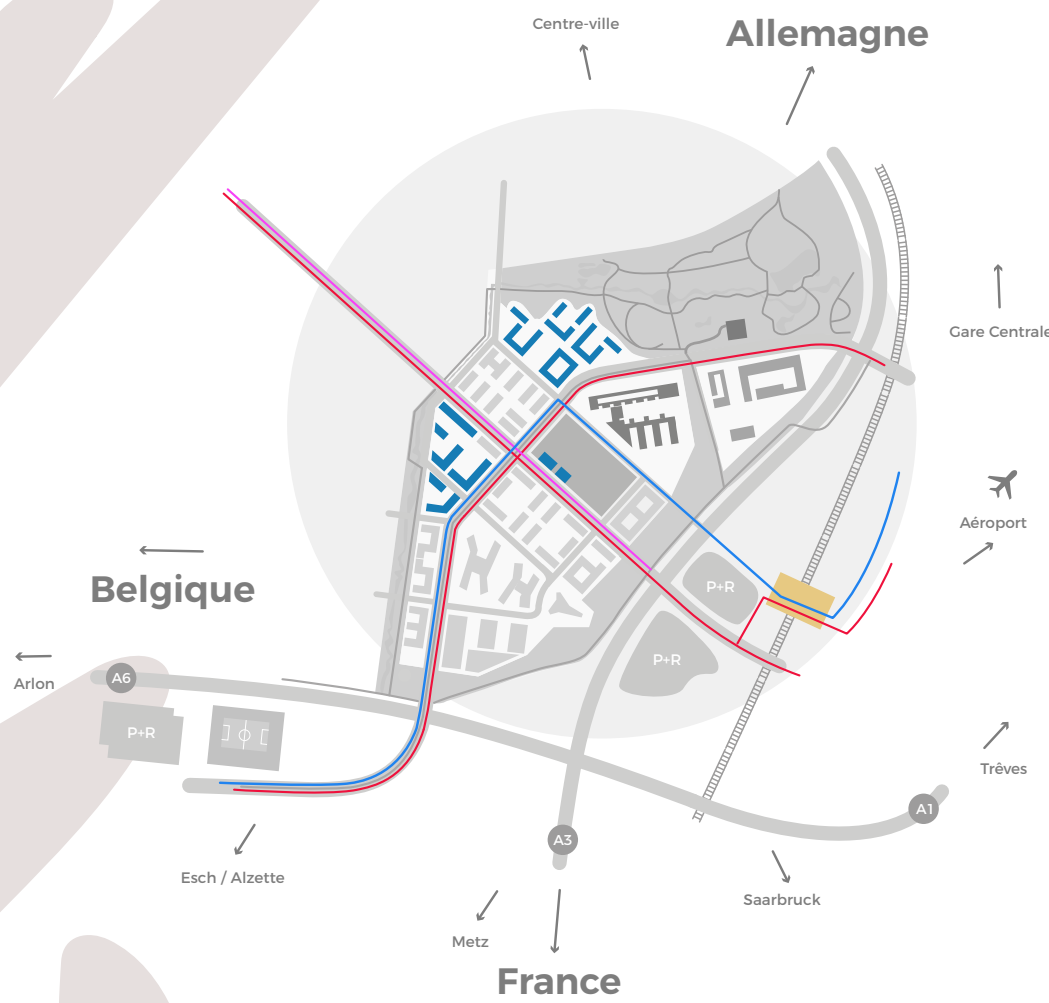 Centre-ville
Allemagne
Gare Centrale
Aéroport
Belgique
P+R
P+R
Arlon
A6
P+R
Trêves
A1
A3
Esch / Alzette
Saarbruck
Metz
France